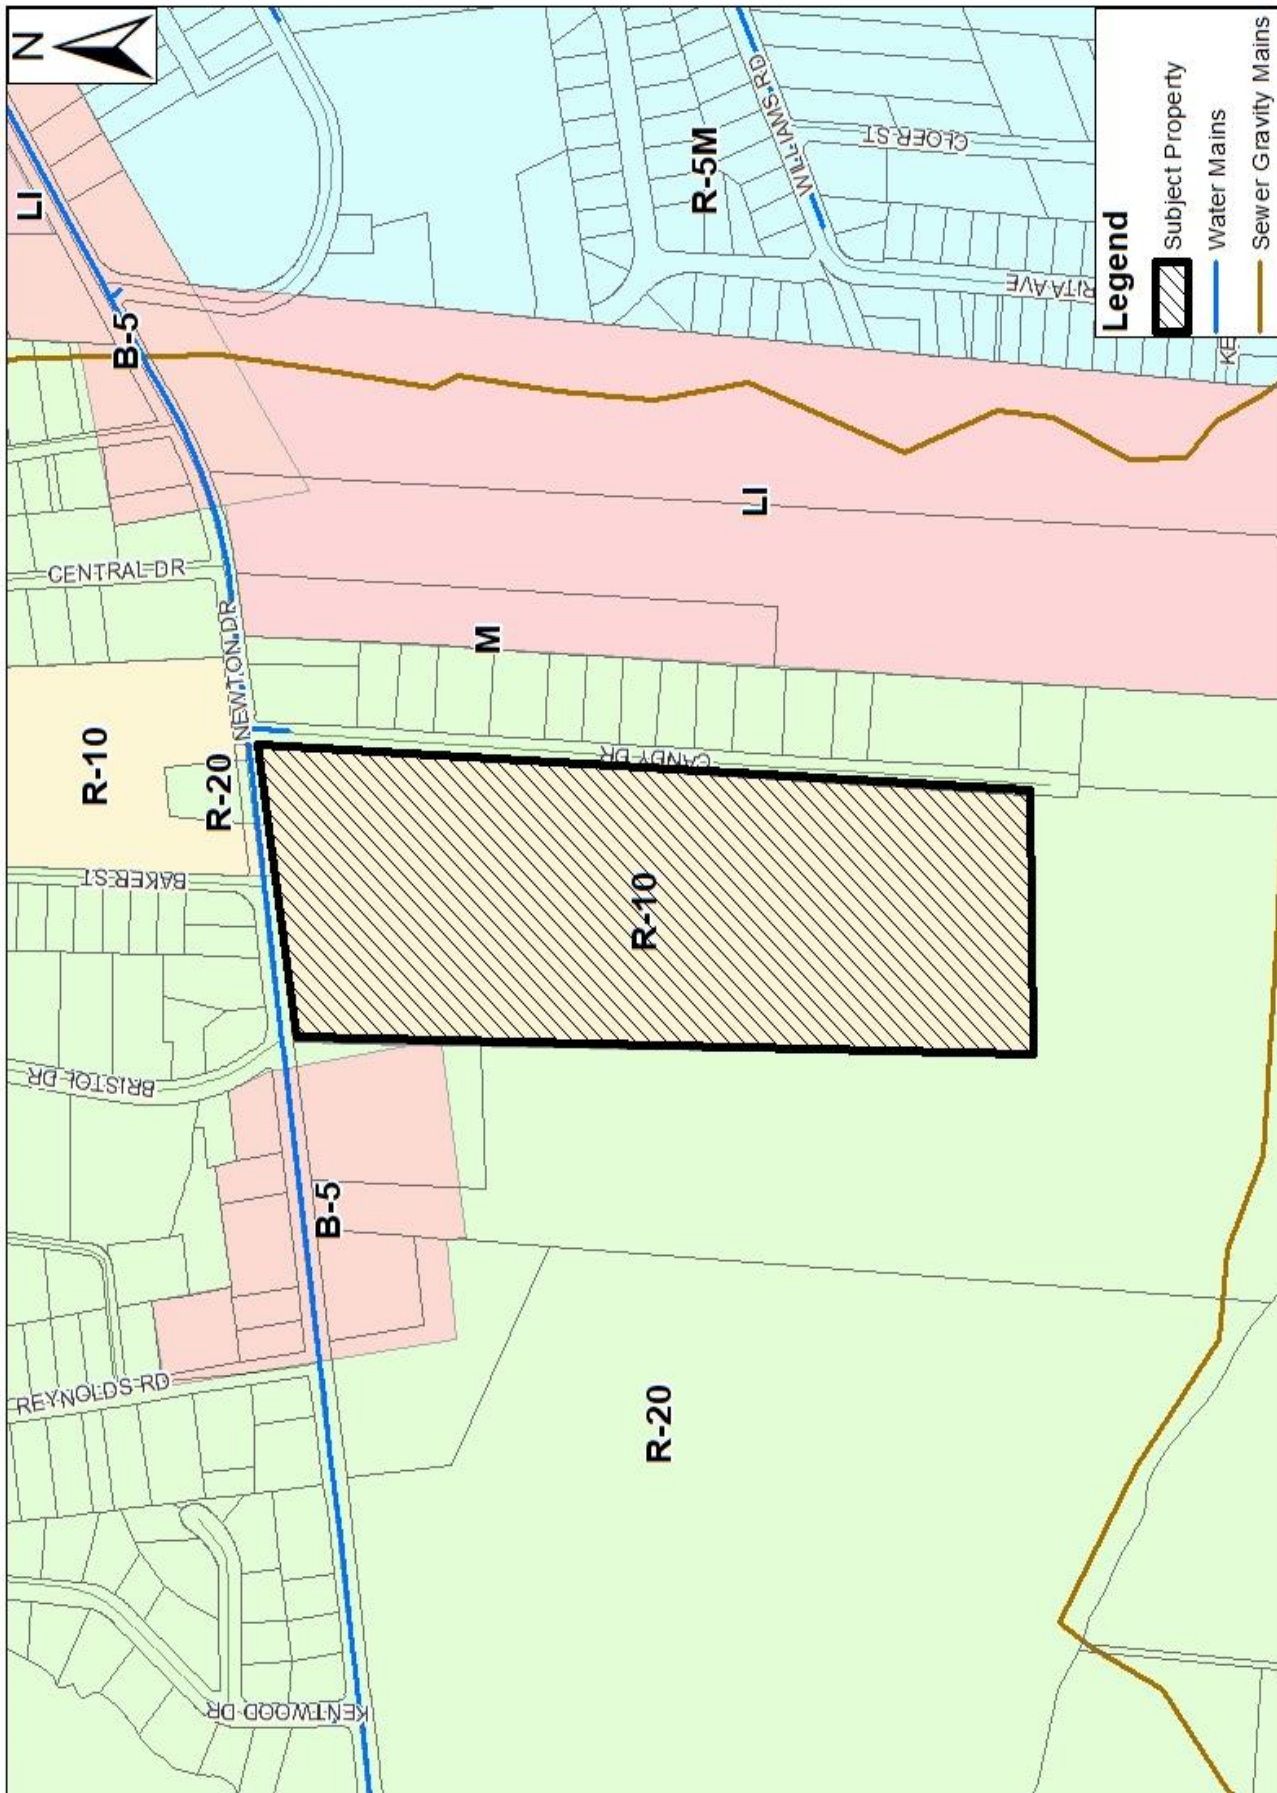 N
LI
B-5
CENTRAL DR
NEWTON DR
R-10
R-20
BAKER ST
BRISTOL DR
B-5
REYNOLDS RD
KENTWOOD DR
R-20
R-10
CANDY DR
M
LI
R-5M
WILLIAMS RD
CLOER ST
RITA AVE
KE
Legend
Subject Property
Water Mains
Sewer Gravity Mains